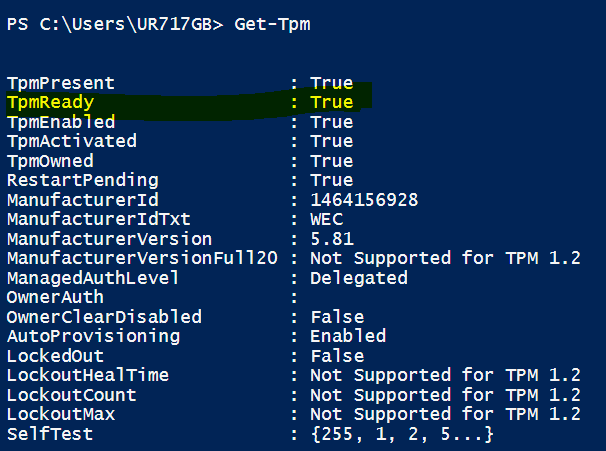 PS C:\Users\UR717GB> Get-Tpm
TpmPresent : True
TpmReady : True
TpmEnabled : True
TpmActivated : True
TpmOwned : True
RestartPending : True
ManufacturerId : 1464156928
ManufacturerIdTxt : WEC
ManufacturerVersion : 5.81
ManufacturerVersionFull20 : Not Supported for TPM 1.2
ManagedAuthLevel : Delegated
OwnerAuth :
OwnerClearDisabled : False
AutoProvisioning : Enabled
LockedOut : False
LockoutHealTime : Not Supported for TPM 1.2
LockoutCount : Not Supported for TPM 1.2
LockoutMax : Not Supported for TPM 1.2
SelfTest : {255, 1, 2, 5...}